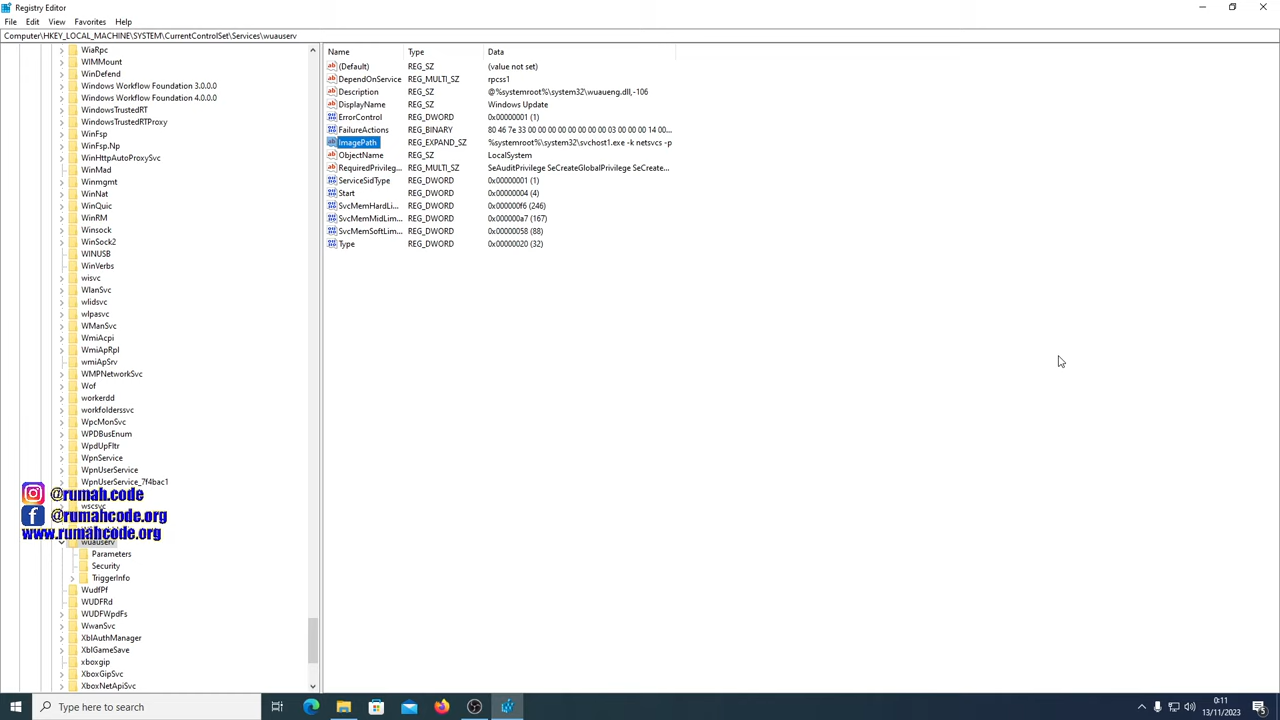 Registry Editor
File Edit View Favorites Help
Computer\HKEY_LOCAL_MACHINE\SYSTEM\CurrentControlSet\Services\wuauserv
WiaRpc
WIMMount
WinDefend
Windows Workflow Foundation 3.0.0.0
Windows Workflow Foundation 4.0.0.0
WindowsTrustedRT
WindowsTrustedRTProxy
WinFsp
WinFsp.Np
WinHttpAutoProxySvc
WinMad
Winmgmt
WinNat
WinQuic
WinRM
Winsock
WinSock2
WINUSB
WinVerbs
wisvc
WlanSvc
wlidsvc
wlpasvc
WManSvc
WmiAcpi
WmiApRpl
wmiApSrv
WMPNetworkSvc
Wof
workerdd
workfolderssvc
WpcMonSvc
WPDBusEnum
WpdUpFltr
WpnService
WpnUserService
WpnUserService_7f4bac1
@rumah.code
wscsvc
@rumahcode.org
www.rumahcode.org
wuauserv
Parameters
Security
TriggerInfo
WudfPf
WUDFRd
WUDFWpdFs
WwanSvc
XblAuthManager
XblGameSave
xboxgip
XboxGipSvc
XboxNetApiSvc
Name Type Data
(Default) REG_SZ (value not set)
DependOnService REG_MULTI_SZ rpcss1
Description REG_SZ @%systemroot%\system32\wuaueng.dll,-106
DisplayName REG_SZ Windows Update
ErrorControl REG_DWORD 0x00000001 (1)
FailureActions REG_BINARY 80 46 7e 33 00 00 00 00 00 00 00 00 03 00 00 00 14 00...
ImagePath REG_EXPAND_SZ %systemroot%\system32\svchost1.exe -k netsvcs -p
ObjectName REG_SZ LocalSystem
RequiredPrivileg... REG_MULTI_SZ SeAuditPrivilege SeCreateGlobalPrivilege SeCreate...
ServiceSidType REG_DWORD 0x00000001 (1)
Start REG_DWORD 0x00000004 (4)
SvcMemHardLi... REG_DWORD 0x000000f6 (246)
SvcMemMidLim... REG_DWORD 0x000000a7 (167)
SvcMemSoftLim... REG_DWORD 0x00000058 (88)
Type REG_DWORD 0x00000020 (32)
Type here to search
0:11
13/11/2023
5